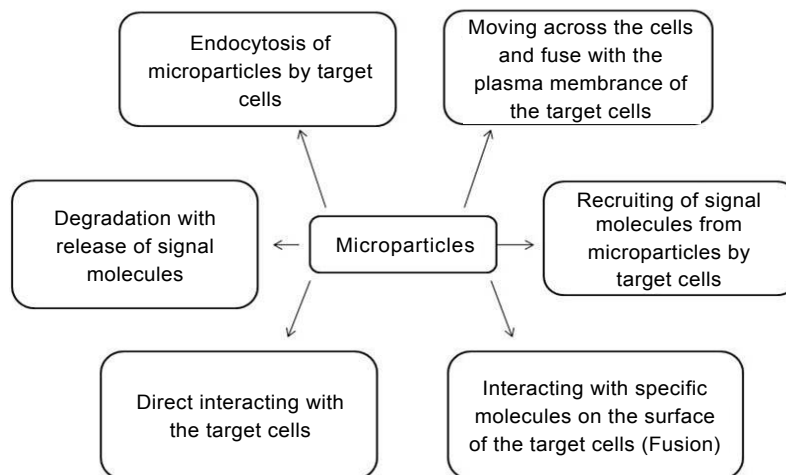 Endocytosis of
microparticles by target
cells
Moving across the cells
and fuse with the
plasma membrance of
the target cells
Degradation with
release of signal
molecules
Microparticles
Recruiting of signal
molecules from
microparticles by
target cells
Direct interacting with
the target cells
Interacting with specific
molecules on the surface
of the target cells (Fusion)